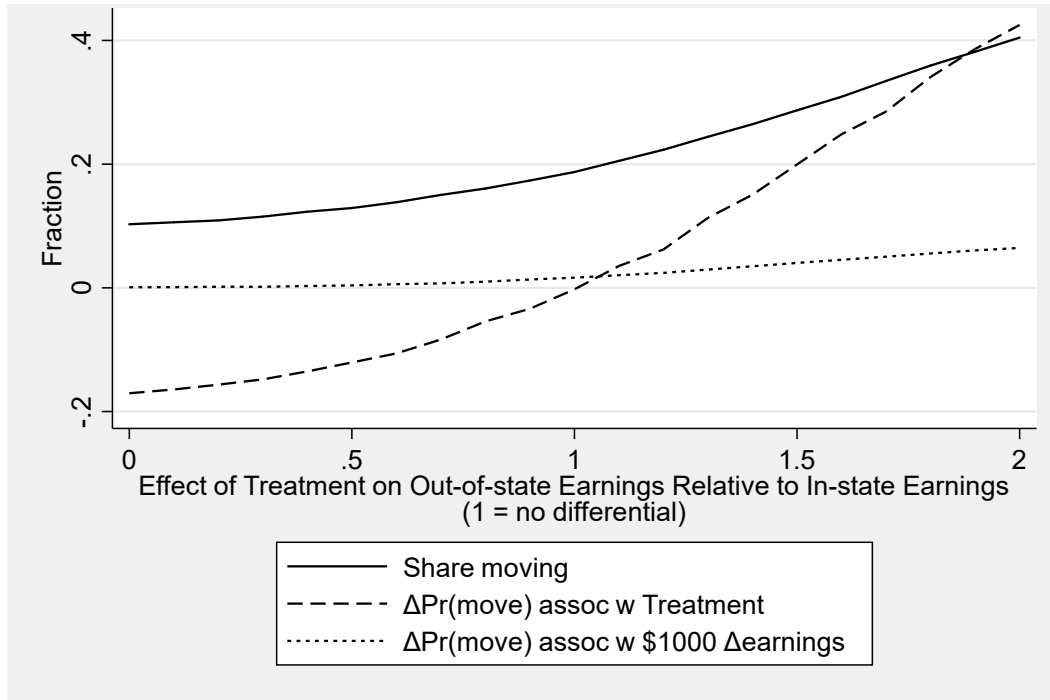 .4
.2
0
-.2
Fraction
0 .5 1 1.5 2
Effect of Treatment on Out-of-state Earnings Relative to In-state Earnings
(1 = no differential)
Share moving
ΔPr(move) assoc w Treatment
ΔPr(move) assoc w $1000 Δearnings